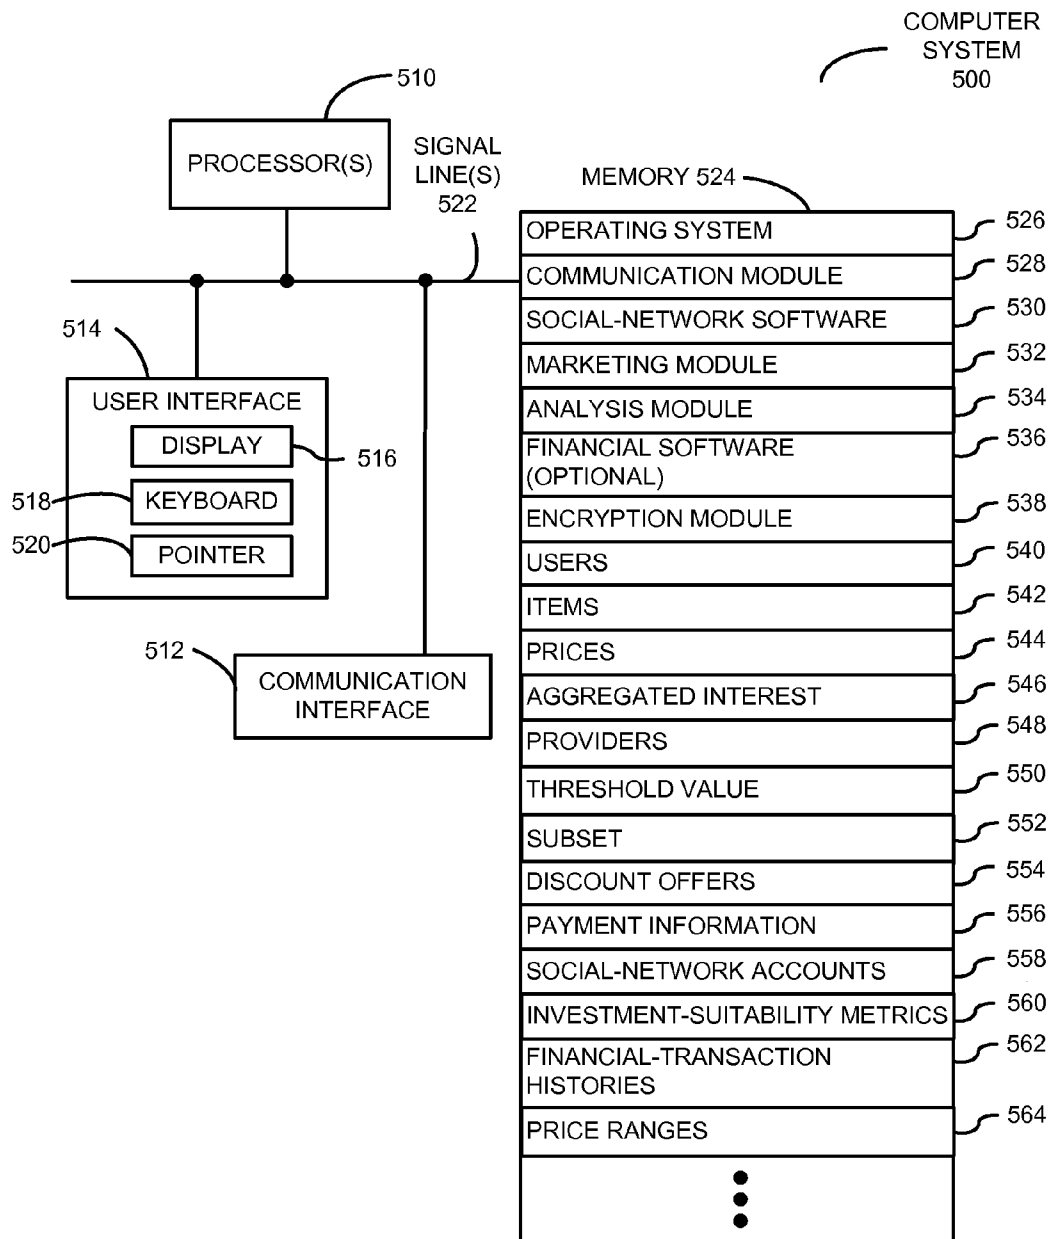 COMPUTER
SYSTEM
500
510
PROCESSOR(S)
SIGNAL
LINE(S)
522
514
USER INTERFACE
DISPLAY
516
518
KEYBOARD
520
POINTER
512
COMMUNICATION
INTERFACE
MEMORY 524
OPERATING SYSTEM
526
COMMUNICATION MODULE
528
SOCIAL-NETWORK SOFTWARE
530
MARKETING MODULE
532
ANALYSIS MODULE
534
FINANCIAL SOFTWARE
(OPTIONAL)
536
ENCRYPTION MODULE
538
USERS
540
ITEMS
542
PRICES
544
AGGREGATED INTEREST
546
PROVIDERS
548
THRESHOLD VALUE
550
SUBSET
552
DISCOUNT OFFERS
554
PAYMENT INFORMATION
556
SOCIAL-NETWORK ACCOUNTS
558
INVESTMENT-SUITABILITY METRICS
560
FINANCIAL-TRANSACTION
HISTORIES
562
PRICE RANGES
564